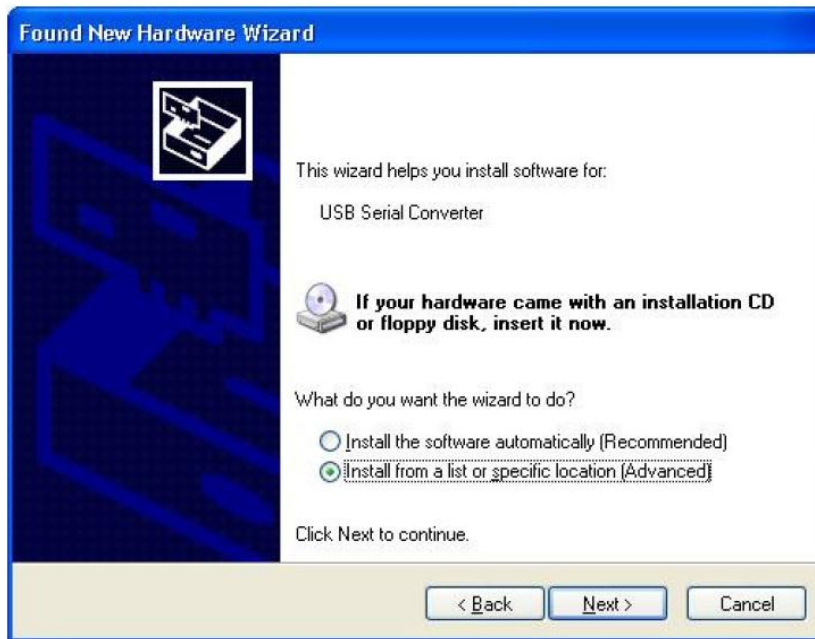 Found New Hardware Wizard
This wizard helps you install software for:
USB Serial Converter
If your hardware came with an installation CD
or floppy disk, insert it now.
What do you want the wizard to do?
Install the software automatically (Recommended)
Install from a list or specific location (Advanced)
Click Next to continue.
< Back
Next >
Cancel